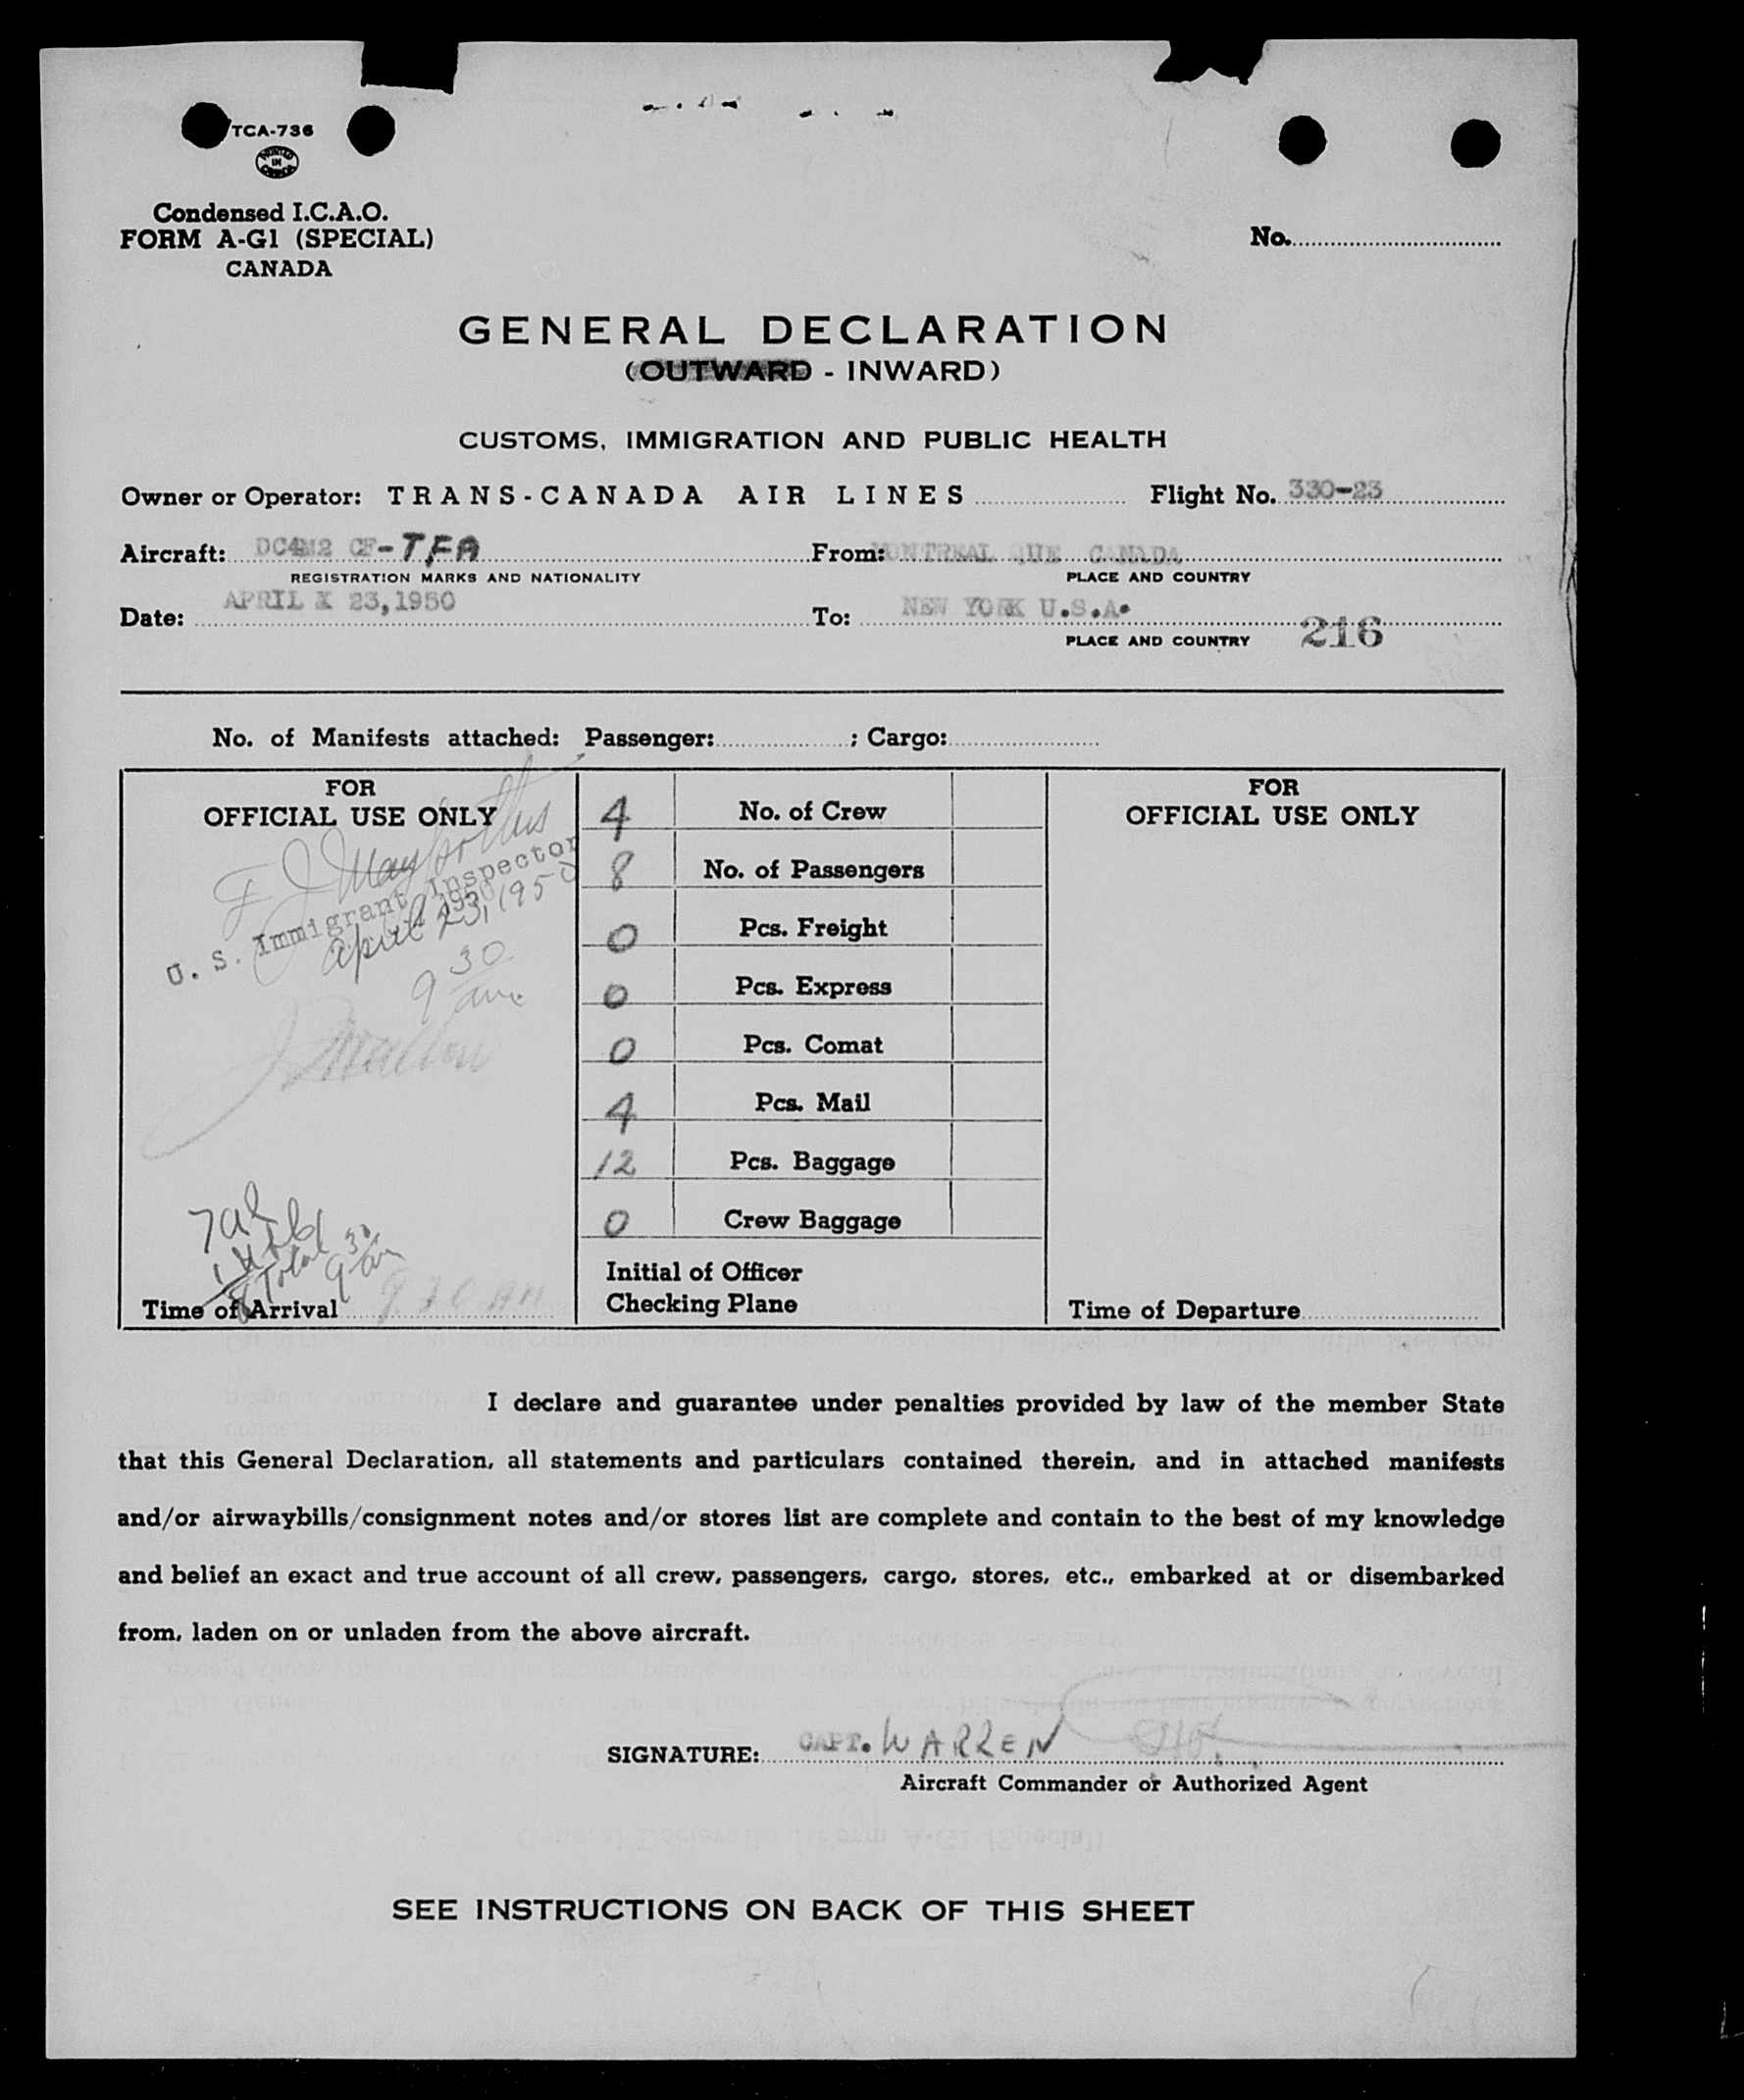 TCA-736
PRINTED IN CANADA
Condensed I.C.A.O.
FORM A-G1 (SPECIAL)
CANADA
No.
GENERAL DECLARATION
(OUTWARD - INWARD)
CUSTOMS, IMMIGRATION AND PUBLIC HEALTH
Owner or Operator: TRANS-CANADA AIR LINES Flight No. 330-23
Aircraft: DC4M2 CF-TFA From: MONTREAL QUE CANADA
REGISTRATION MARKS AND NATIONALITY PLACE AND COUNTRY
Date: APRIL X 23,1950 To: NEW YORK U.S.A.
PLACE AND COUNTRY 216
No. of Manifests attached: Passenger: ; Cargo:
FOR
OFFICIAL USE ONLY
F J
U. S. Immigrant Inspector
April 23, 1950
9 30 am
Time of Arrival 9 30 AM
4 No. of Crew
8 No. of Passengers
0 Pcs. Freight
0 Pcs. Express
0 Pcs. Comat
4 Pcs. Mail
12 Pcs. Baggage
0 Crew Baggage
Initial of Officer
Checking Plane
FOR
OFFICIAL USE ONLY
Time of Departure
7 al
8 Total 9 30 am
I declare and guarantee under penalties provided by law of the member State
that this General Declaration, all statements and particulars contained therein, and in attached manifests
and/or airwaybills/consignment notes and/or stores list are complete and contain to the best of my knowledge
and belief an exact and true account of all crew, passengers, cargo, stores, etc., embarked at or disembarked
from, laden on or unladen from the above aircraft.
SIGNATURE: CAPT. WARREN
Aircraft Commander or Authorized Agent
SEE INSTRUCTIONS ON BACK OF THIS SHEET